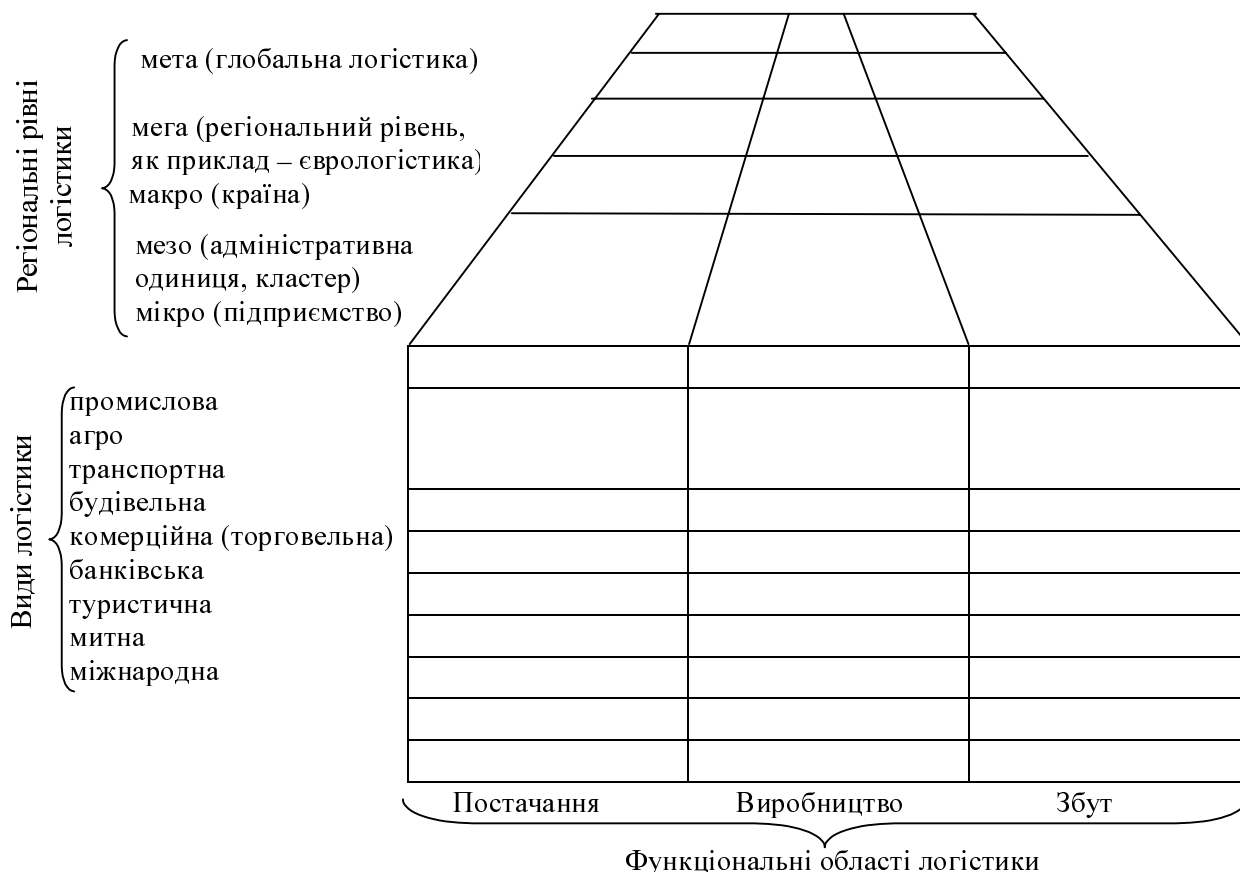 Регіональні рівні
логістики
мета (глобальна логістика)
мега (регіональний рівень,
як приклад – єврологістика)
макро (країна)
мезо (адміністративна
одиниця, кластер)
мікро (підприємство)
Види логістики
промислова
агро
транспортна
будівельна
комерційна (торговельна)
банківська
туристична
митна
міжнародна
Постачання Виробництво Збут
Функціональні області логістики